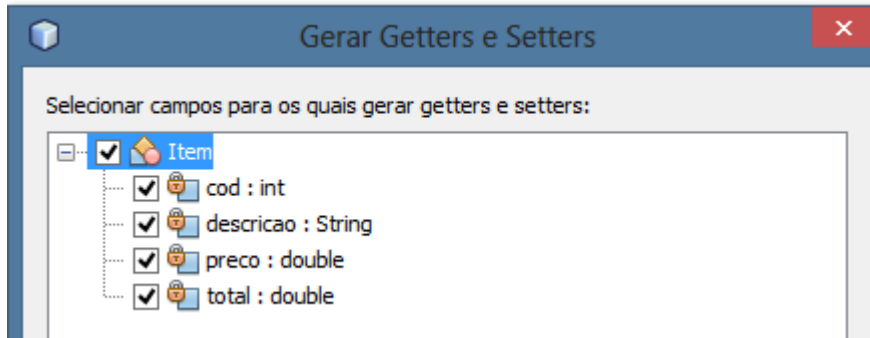 Gerar Getters e Setters
Selecionar campos para os quais gerar getters e setters:
Item
cod : int
descricao : String
preco : double
total : double